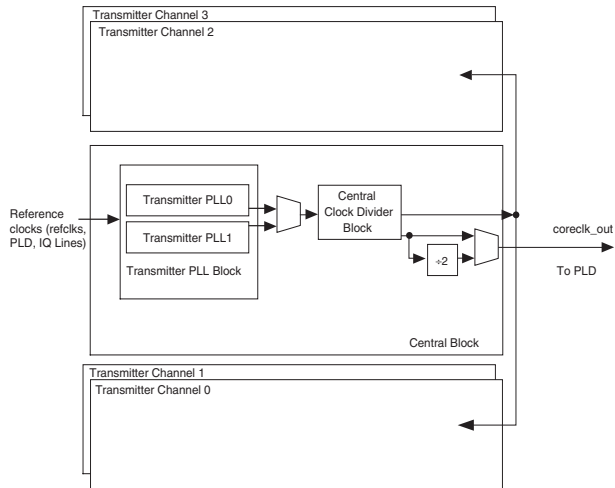 Transmitter Channel 3
Transmitter Channel 2
Reference
clocks (refclks,
PLD, IQ Lines)
Transmitter PLL0
Transmitter PLL1
Transmitter PLL Block
Central
Clock Divider
Block
÷2
coreclk_out
To PLD
Central Block
Transmitter Channel 1
Transmitter Channel 0